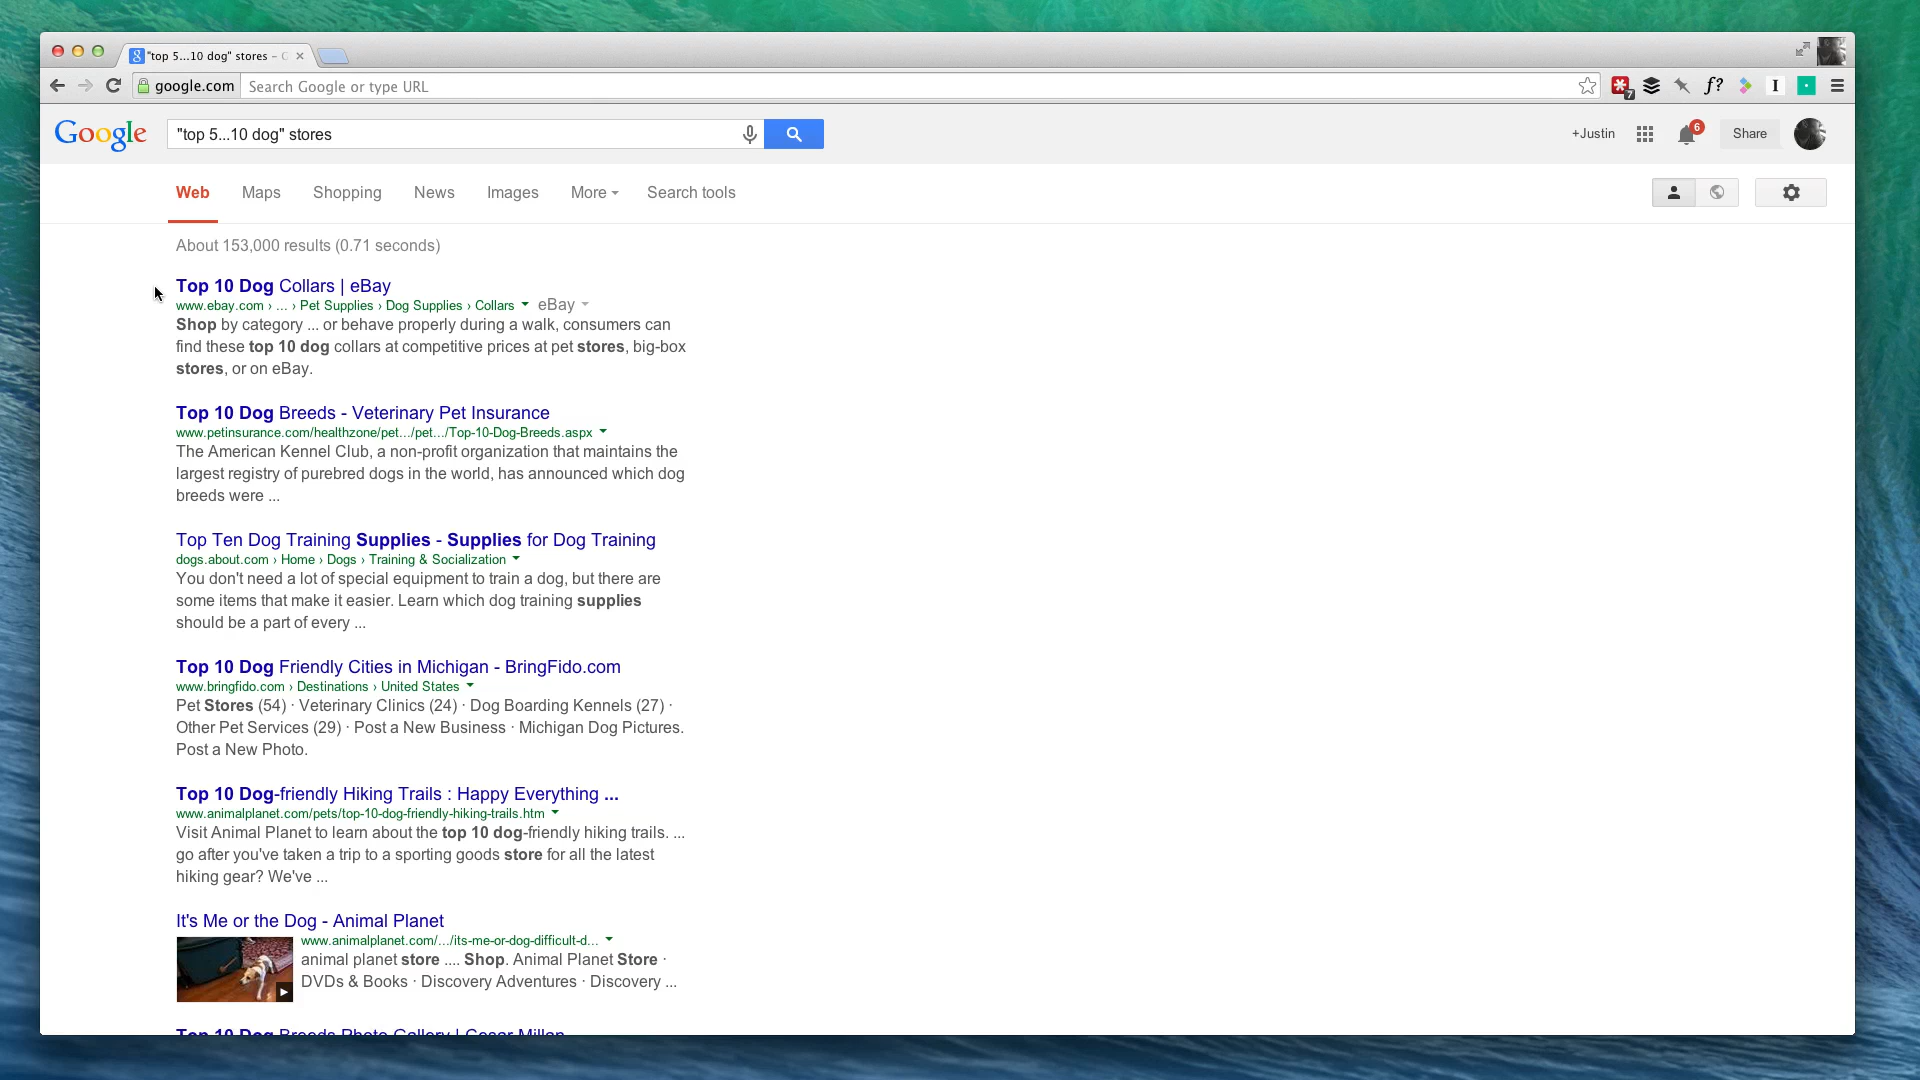 "top 5...10 dog" stores -
google.com Search Google or type URL
7
f?
I
Google "top 5...10 dog" stores
+Justin 6 Share
Web Maps Shopping News Images More Search tools
About 153,000 results (0.71 seconds)
Top 10 Dog Collars | eBay
www.ebay.com › ... › Pet Supplies › Dog Supplies › Collars eBay
Shop by category ... or behave properly during a walk, consumers can
find these top 10 dog collars at competitive prices at pet stores, big-box
stores, or on eBay.
Top 10 Dog Breeds - Veterinary Pet Insurance
www.petinsurance.com/healthzone/pet.../pet.../Top-10-Dog-Breeds.aspx
The American Kennel Club, a non-profit organization that maintains the
largest registry of purebred dogs in the world, has announced which dog
breeds were ...
Top Ten Dog Training Supplies - Supplies for Dog Training
dogs.about.com › Home › Dogs › Training & Socialization
You don't need a lot of special equipment to train a dog, but there are
some items that make it easier. Learn which dog training supplies
should be a part of every ...
Top 10 Dog Friendly Cities in Michigan - BringFido.com
www.bringfido.com › Destinations › United States
Pet Stores (54) · Veterinary Clinics (24) · Dog Boarding Kennels (27) ·
Other Pet Services (29) · Post a New Business · Michigan Dog Pictures.
Post a New Photo.
Top 10 Dog-friendly Hiking Trails : Happy Everything ...
www.animalplanet.com/pets/top-10-dog-friendly-hiking-trails.htm
Visit Animal Planet to learn about the top 10 dog-friendly hiking trails. ...
go after you've taken a trip to a sporting goods store for all the latest
hiking gear? We've ...
It's Me or the Dog - Animal Planet
www.animalplanet.com/.../its-me-or-dog-difficult-d...
animal planet store .... Shop. Animal Planet Store ·
DVDs & Books · Discovery Adventures · Discovery ...
Top 10 Dog Breeds Photo Gallery | Cesar Millan